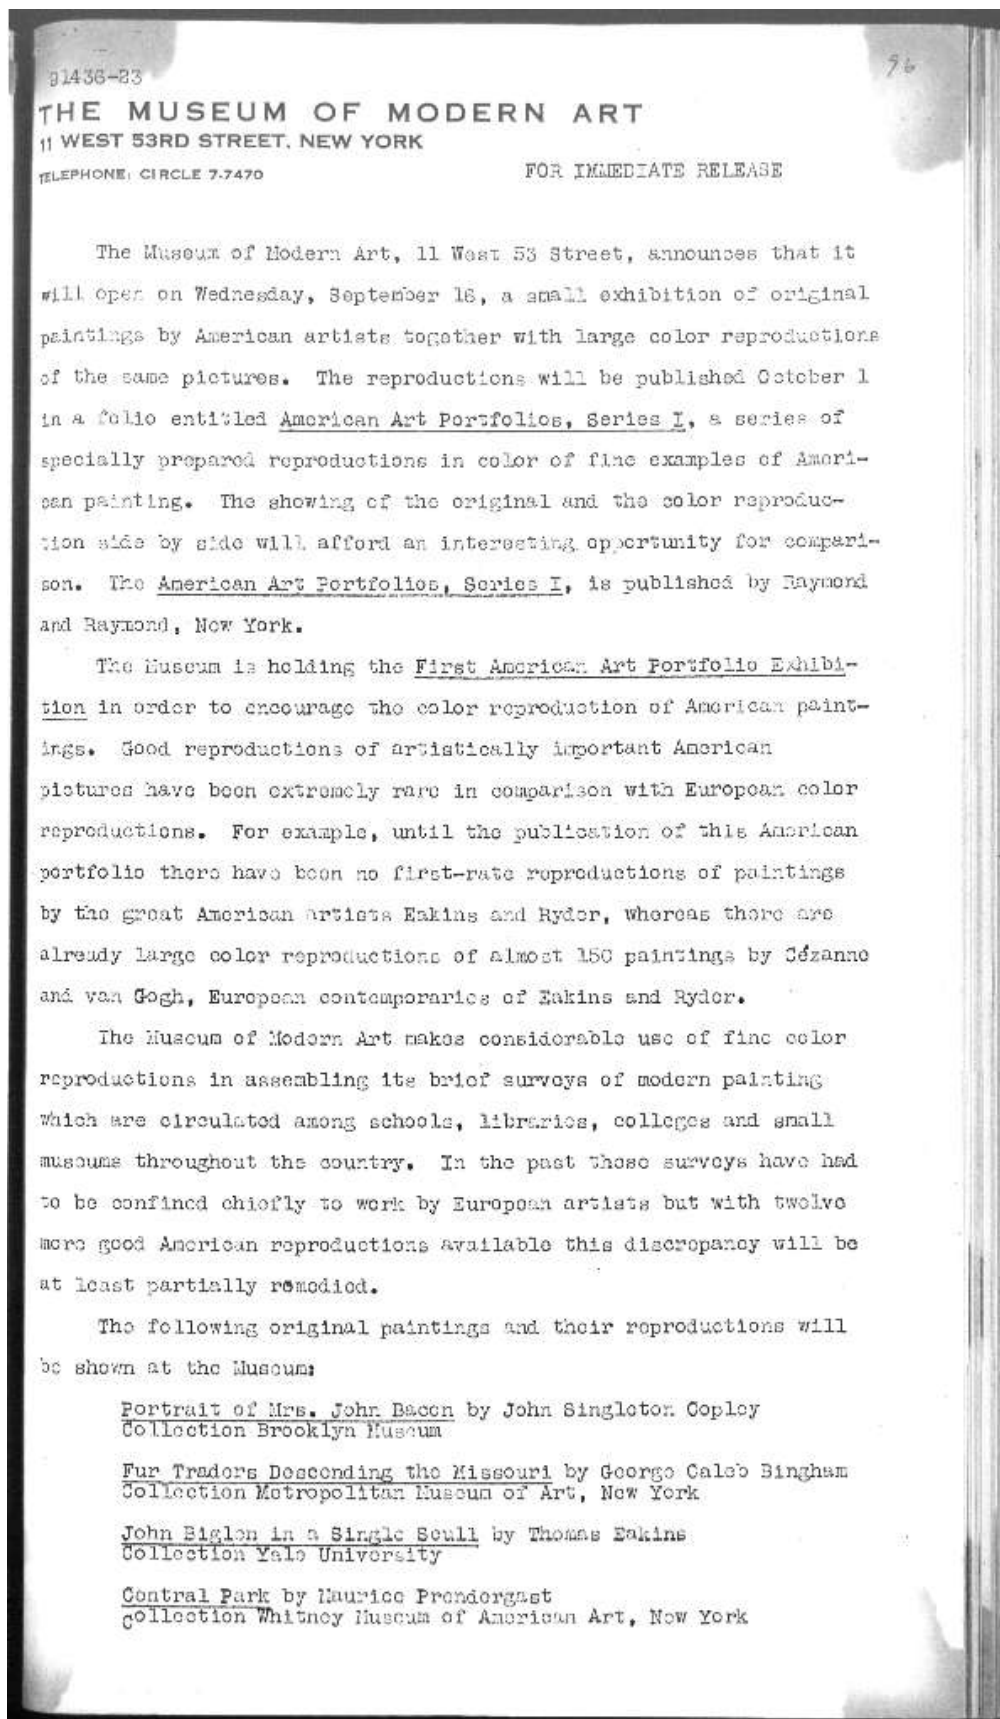 91436-23
96
THE MUSEUM OF MODERN ART
11 WEST 53RD STREET, NEW YORK
TELEPHONE: CIRCLE 7-7470
FOR IMMEDIATE RELEASE
The Museum of Modern Art, 11 West 53 Street, announces that it
will open on Wednesday, September 16, a small exhibition of original
paintings by American artists together with large color reproductions
of the same pictures. The reproductions will be published October 1
in a folio entitled American Art Portfolios, Series I, a series of
specially prepared reproductions in color of fine examples of Ameri-
can painting. The showing of the original and the color reproduc-
tion side by side will afford an interesting opportunity for compari-
son. The American Art Portfolios, Series I, is published by Raymond
and Raymond, New York.
The Museum is holding the First American Art Portfolio Exhibi-
tion in order to encourage the color reproduction of American paint-
ings. Good reproductions of artistically important American
pictures have been extremely rare in comparison with European color
reproductions. For example, until the publication of this American
portfolio there have been no first-rate reproductions of paintings
by the great American artists Eakins and Ryder, whereas there are
already large color reproductions of almost 150 paintings by Cézanne
and van Gogh, European contemporaries of Eakins and Ryder.
The Museum of Modern Art makes considerable use of fine color
reproductions in assembling its brief surveys of modern painting
which are circulated among schools, libraries, colleges and small
museums throughout the country. In the past these surveys have had
to be confined chiefly to work by European artists but with twelve
more good American reproductions available this discrepancy will be
at least partially remedied.
The following original paintings and their reproductions will
be shown at the Museum:
Portrait of Mrs. John Bacon by John Singleton Copley
Collection Brooklyn Museum
Fur Traders Descending the Missouri by George Caleb Bingham
Collection Metropolitan Museum of Art, New York
John Biglen in a Single Scull by Thomas Eakins
Collection Yale University
Central Park by Maurice Prendergast
Collection Whitney Museum of American Art, New York